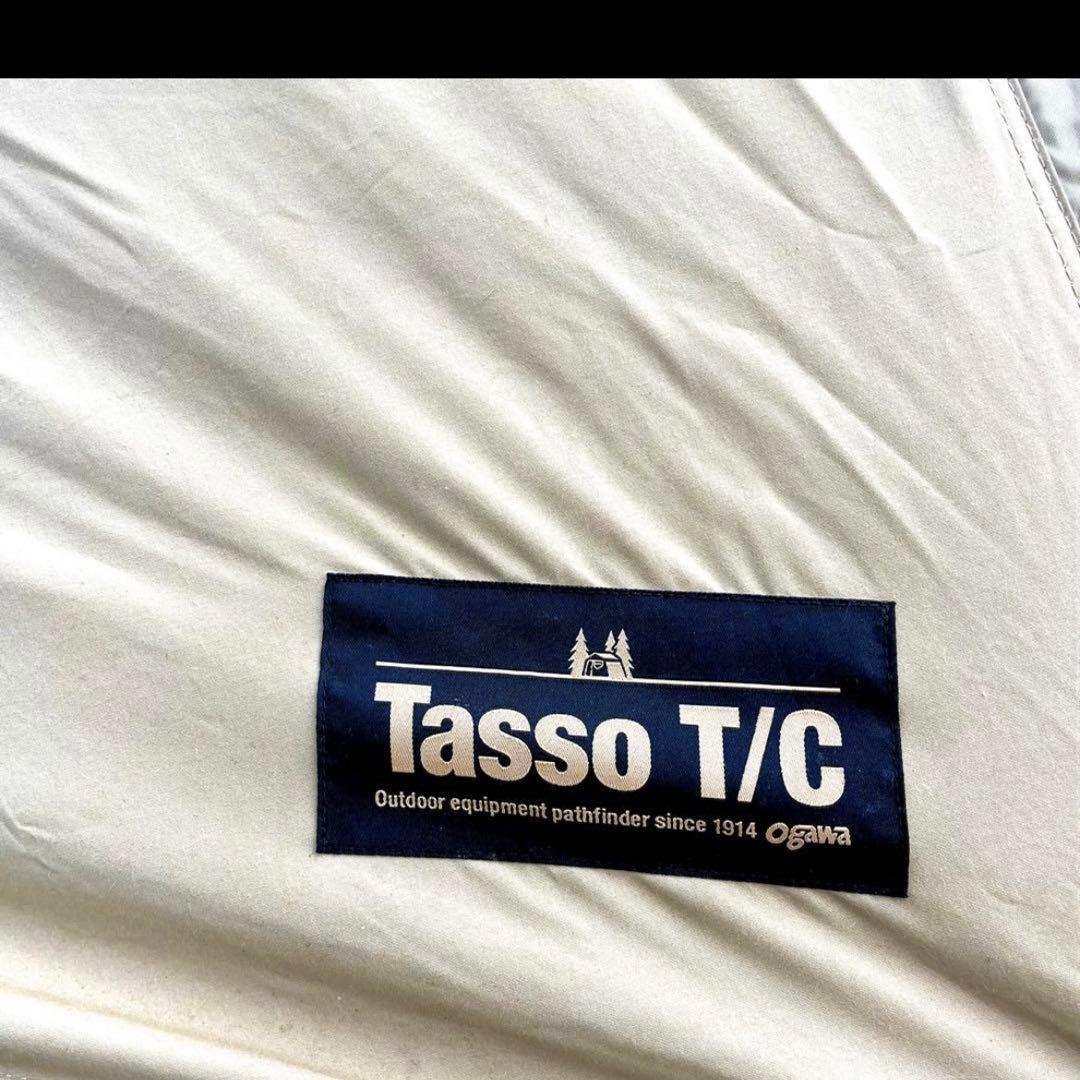 Tasso T/C
Outdoor equipment pathfinder since 1914 ogawa